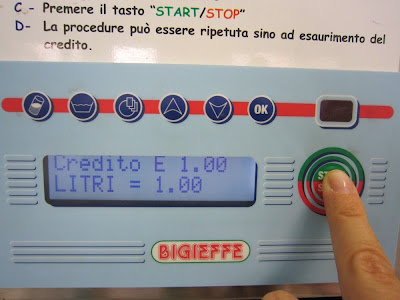 C - Premere il tasto "START/STOP"
D- La procedure può essere ripetuta sino ad esaurimento del
credito.
OK
Credito E 1.00
LITRI = 1.00
BIGIEFFE